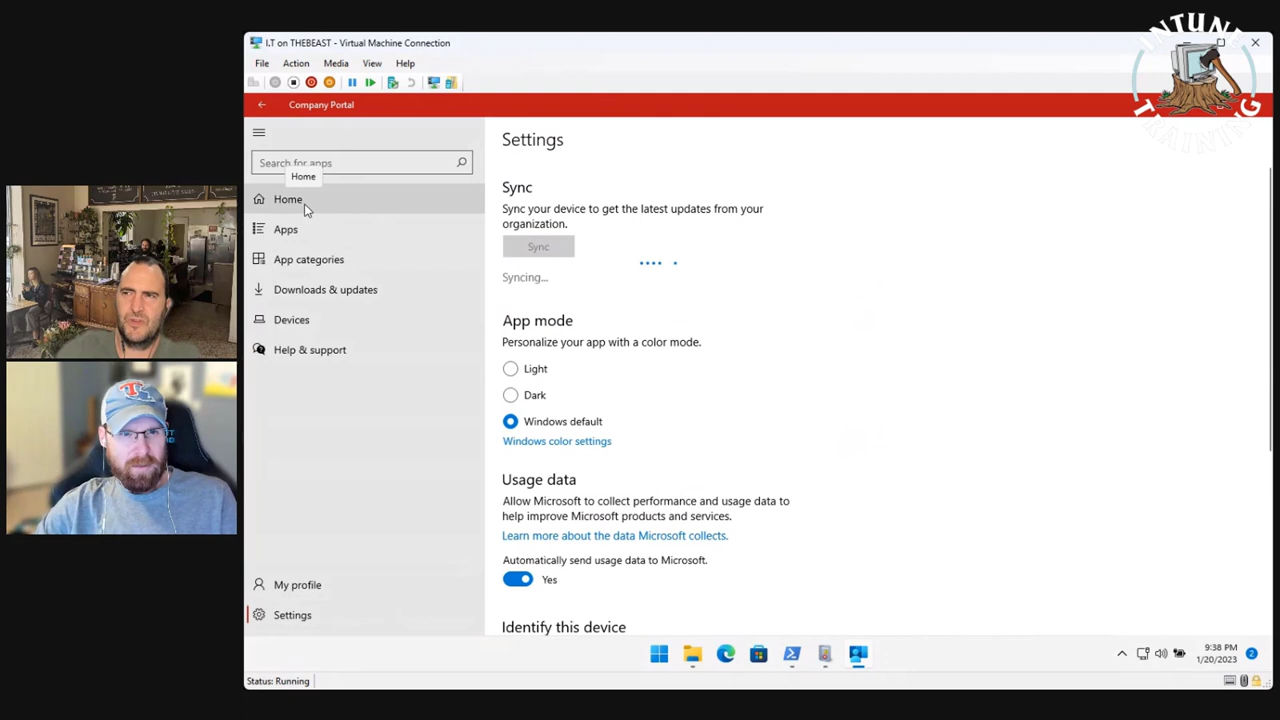 INTUNE
TRAINING
I.T on THEBEAST - Virtual Machine Connection
File Action Media View Help
Company Portal
Search for apps
Home
Home
Apps
App categories
Downloads & updates
Devices
Help & support
My profile
Settings
Settings
Sync
Sync your device to get the latest updates from your
organization.
Sync
Syncing...
App mode
Personalize your app with a color mode.
Light
Dark
Windows default
Windows color settings
Usage data
Allow Microsoft to collect performance and usage data to
help improve Microsoft products and services.
Learn more about the data Microsoft collects.
Automatically send usage data to Microsoft.
Yes
Identify this device
9:38 PM
1/20/2023
2
Status: Running